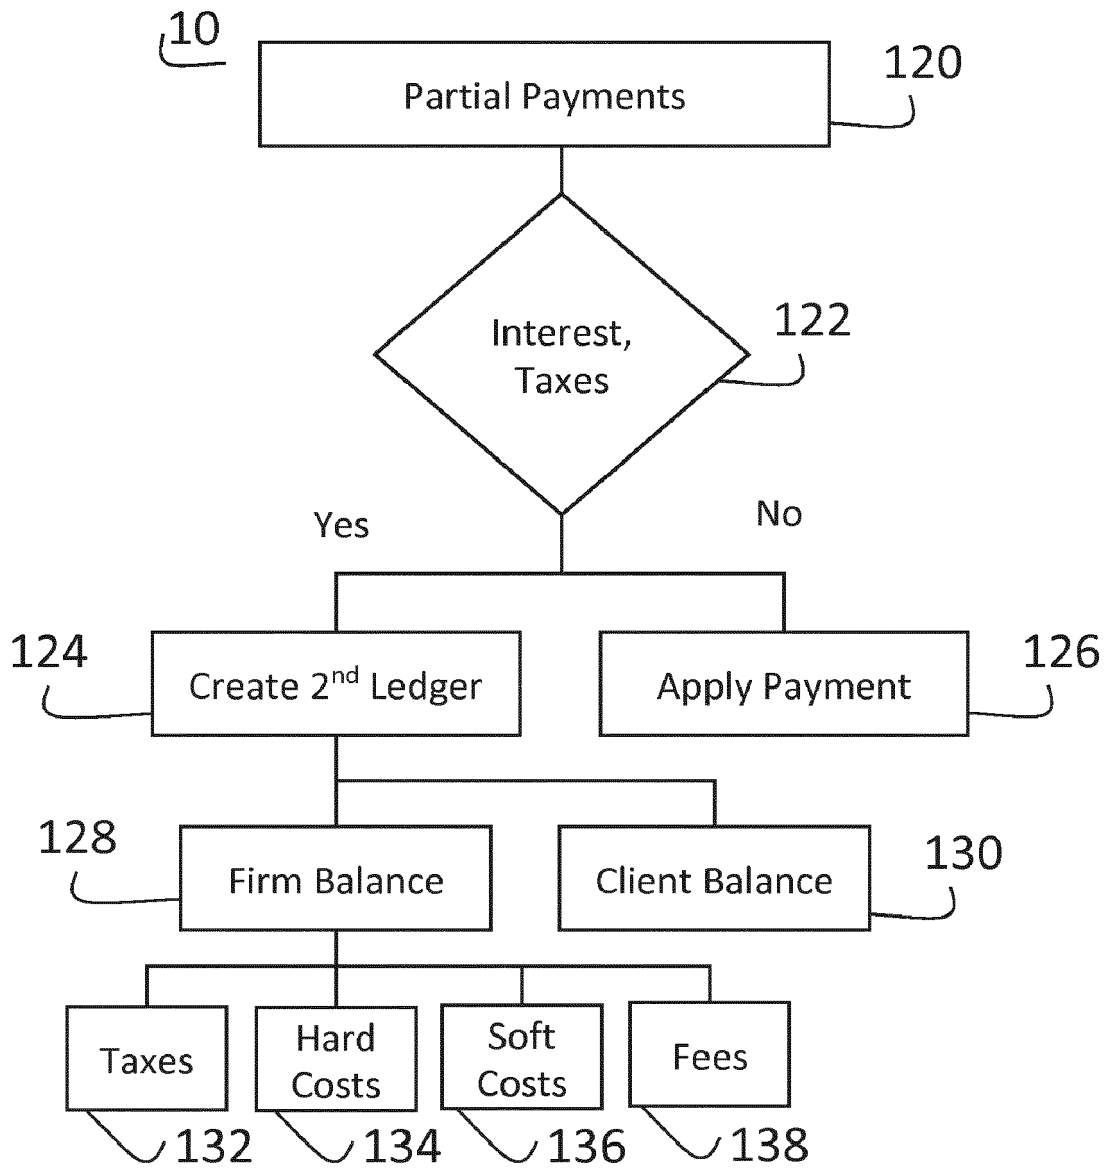 10
Partial Payments
120
Interest,
Taxes
122
Yes
No
124
Create 2nd Ledger
Apply Payment
126
128
Firm Balance
Client Balance
130
Taxes
Hard
Costs
Soft
Costs
Fees
132
134
136
138